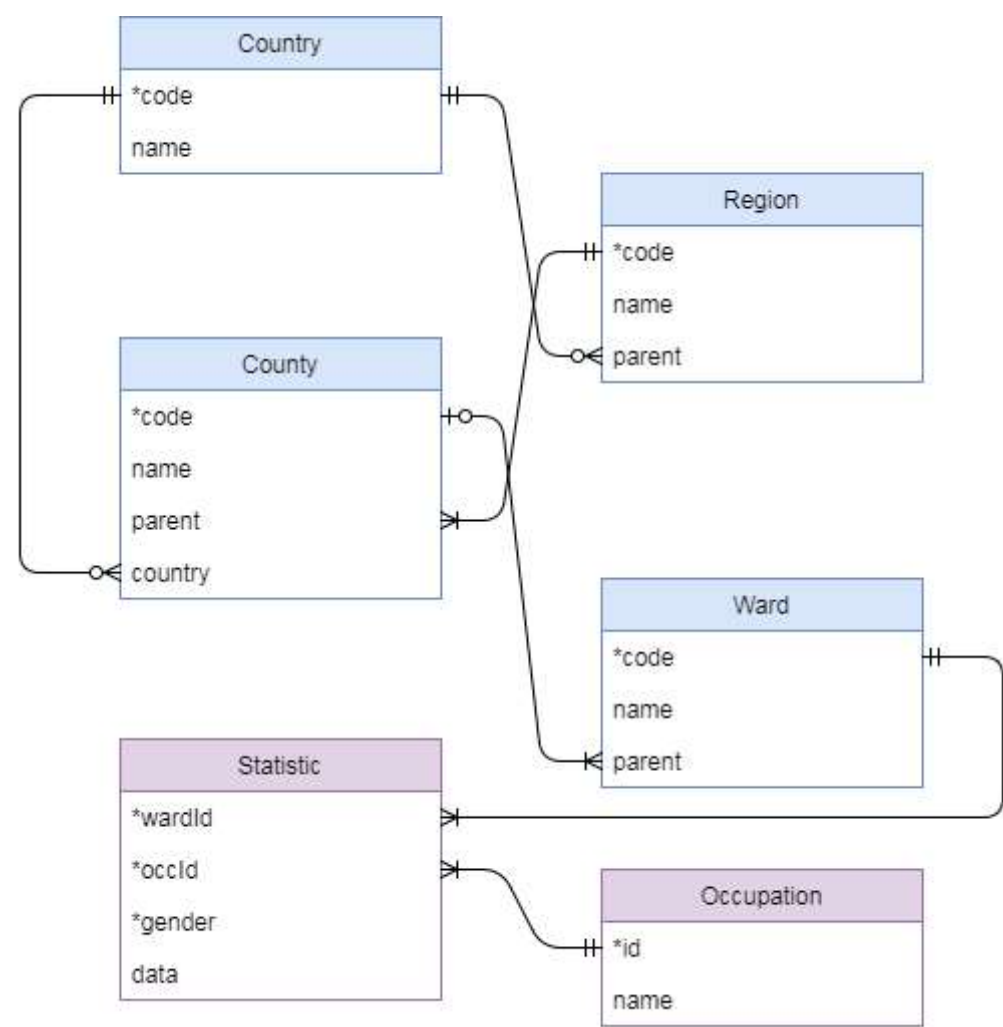 Country
*code
name
Region
*code
name
parent
County
*code
name
parent
country
Ward
*code
name
parent
Statistic
*wardId
*occId
*gender
data
Occupation
*id
name